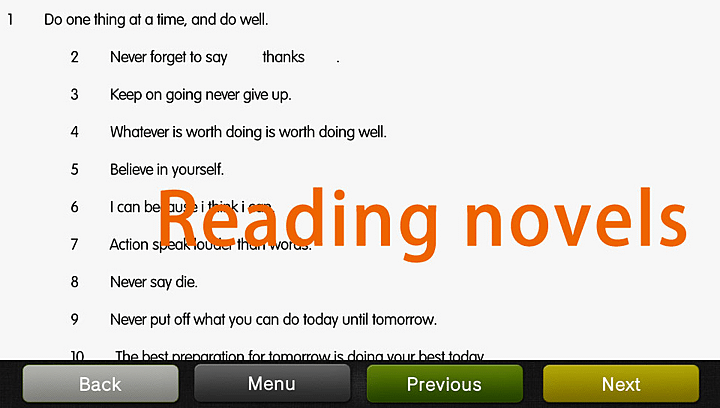 1 Do one thing at a time, and do well.
2 Never forget to say thanks .
3 Keep on going never give up.
4 Whatever is worth doing is worth doing well.
5 Believe in yourself.
6 I can because i think i can.
7 Action speak louder than words.
Reading novels
8 Never say die.
9 Never put off what you can do today until tomorrow.
10 The best preparation for tomorrow is doing your best today
Back Menu Previous Next